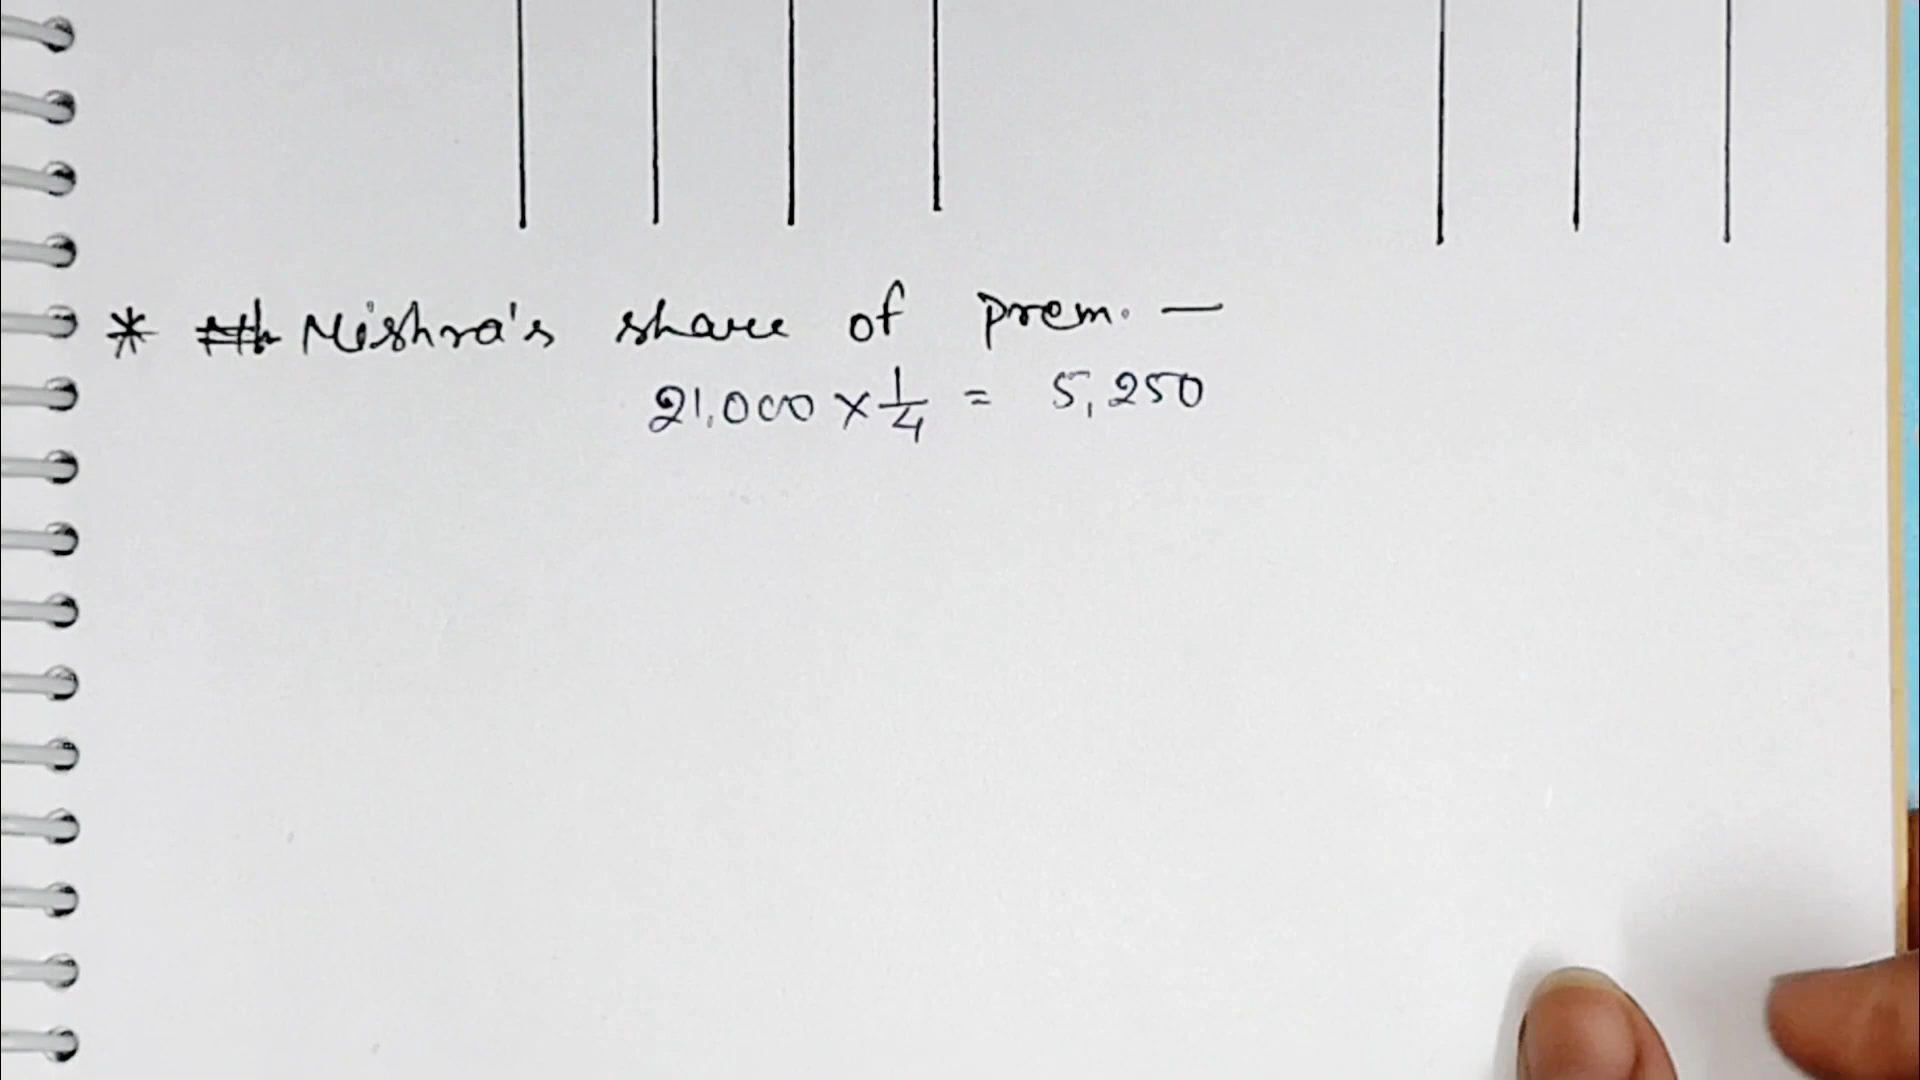 * Mishra's share of prem. —
21,000 × 1/4 = 5,250